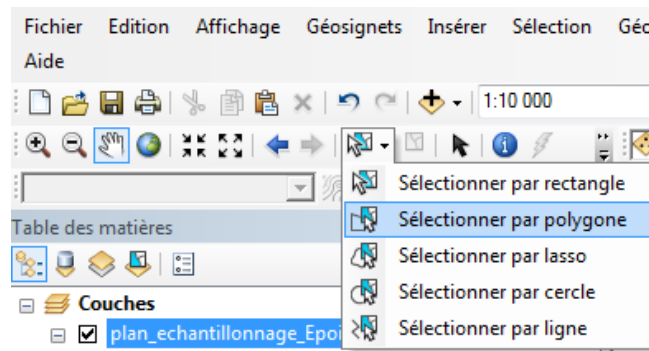 Fichier Edition Affichage Géosignets Insérer Sélection Géo
Aide
1:10 000
Sélectionner par rectangle
Table des matières
Sélectionner par polygone
Sélectionner par lasso
Couches
Sélectionner par cercle
plan_echantillonnage_Epoi
Sélectionner par ligne